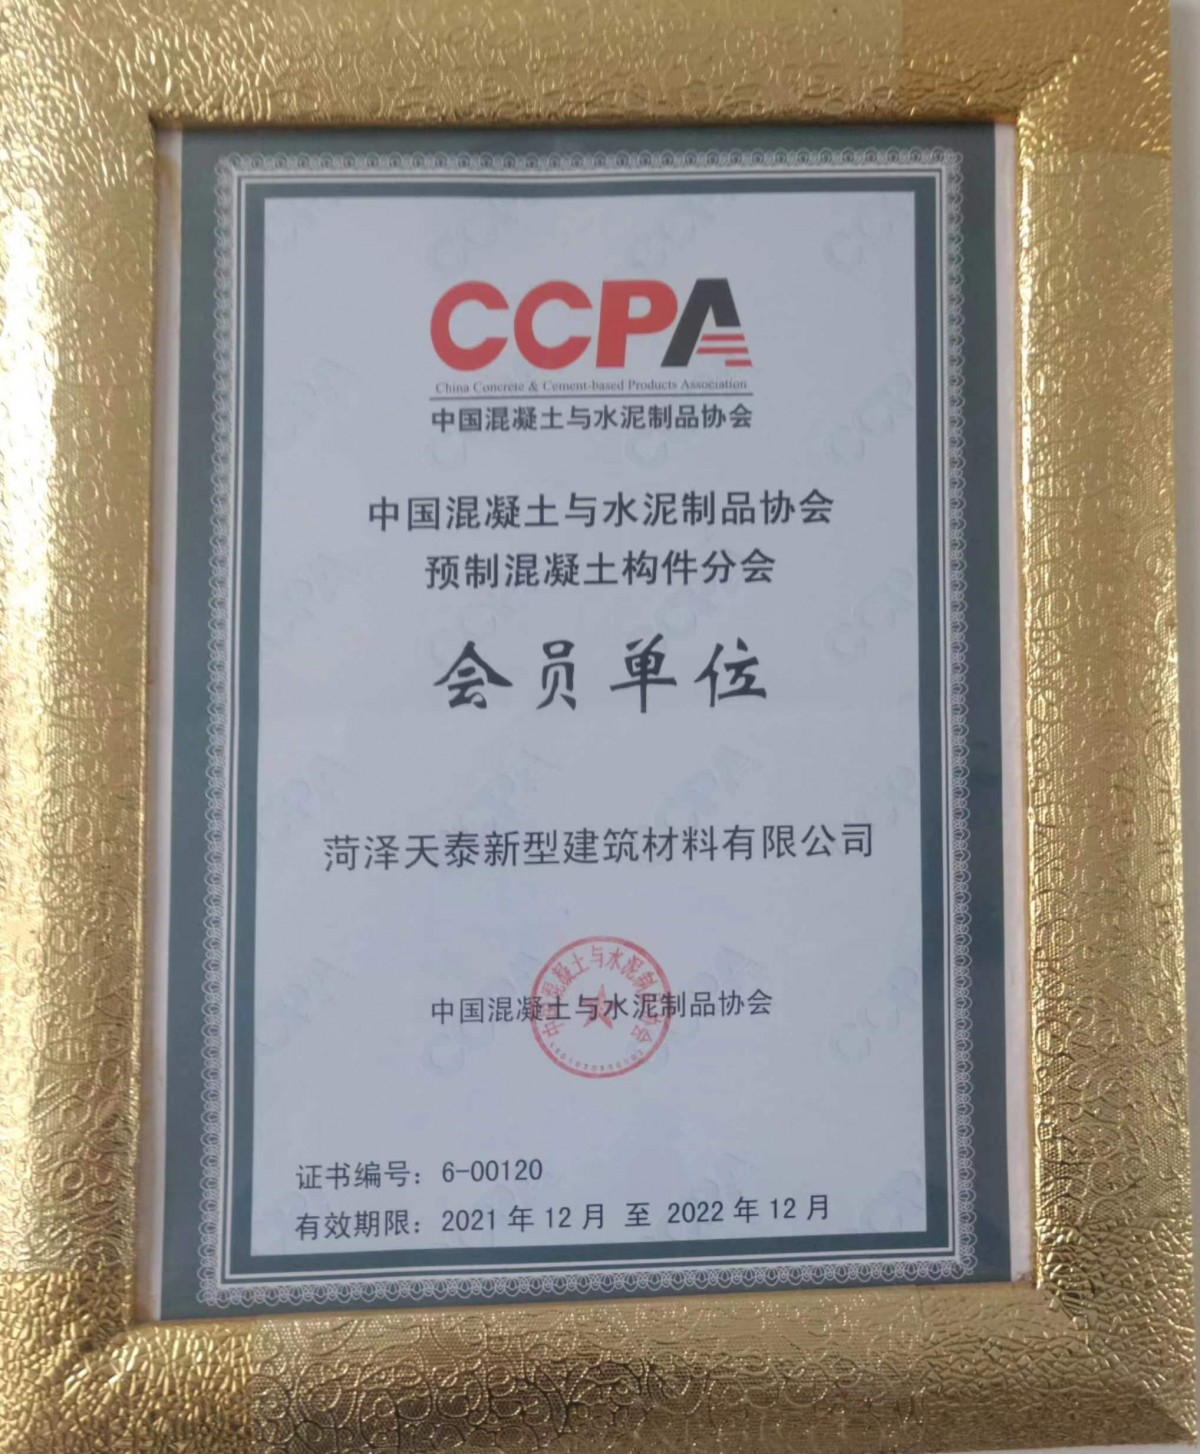 CCPA
China Concrete & Cement-based Products Association
中国混凝土与水泥制品协会
中国混凝土与水泥制品协会
预制混凝土构件分会
会员单位
菏泽天泰新型建筑材料有限公司
中国混凝土与水泥制品协会
证书编号：6-00120
有效期限：2021年12月 至 2022年12月